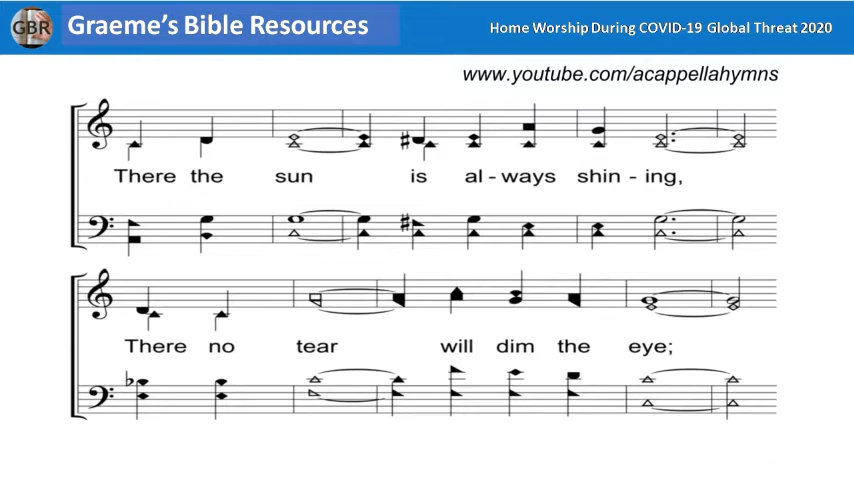 GBR
Graeme's Bible Resources
Home Worship During COVID-19 Global Threat 2020
www.youtube.com/acappellahymns
There the sun is al - ways shin - ing,
There no tear will dim the eye;